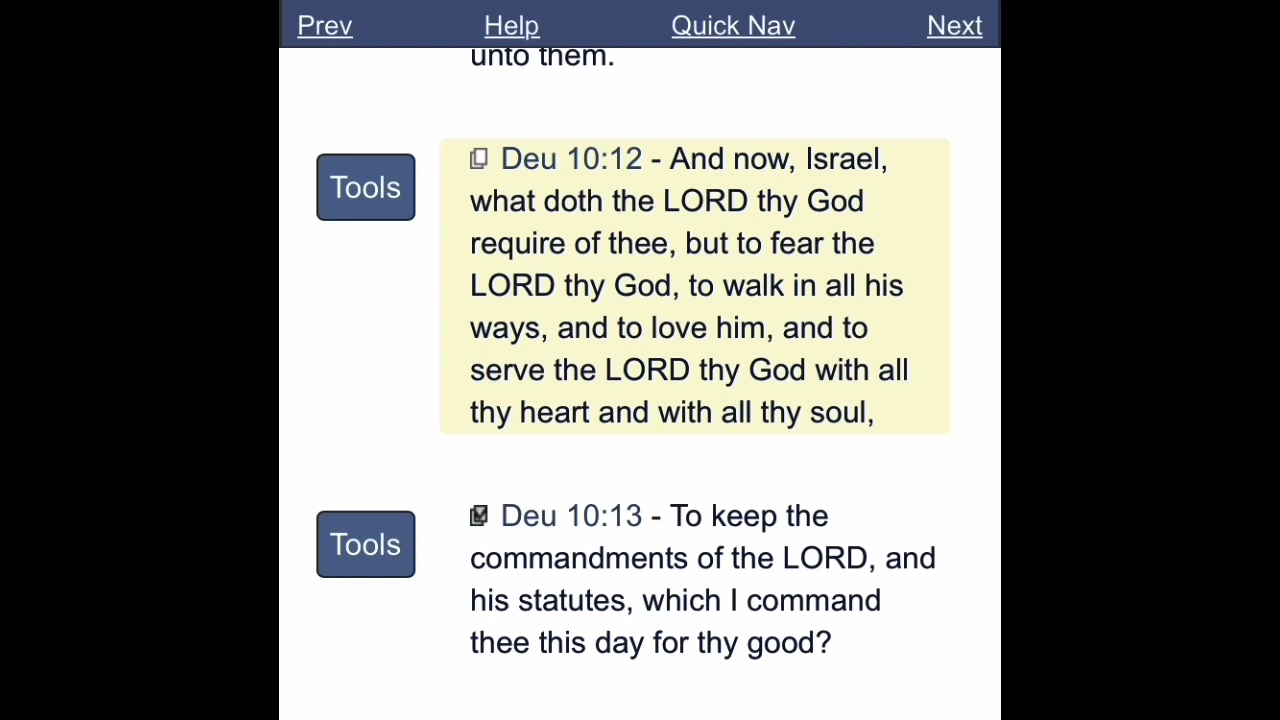 Prev Help Quick Nav Next
unto them.
Tools
Deu 10:12 - And now, Israel,
what doth the LORD thy God
require of thee, but to fear the
LORD thy God, to walk in all his
ways, and to love him, and to
serve the LORD thy God with all
thy heart and with all thy soul,
Tools
Deu 10:13 - To keep the
commandments of the LORD, and
his statutes, which I command
thee this day for thy good?